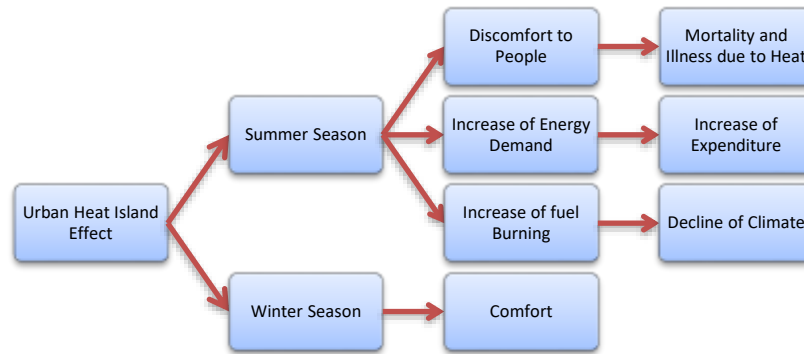 Discomfort to
People
Mortality and
Illness due to Heat
Summer Season
Increase of Energy
Demand
Increase of
Expenditure
Urban Heat Island
Effect
Increase of fuel
Burning
Decline of Climate
Winter Season
Comfort